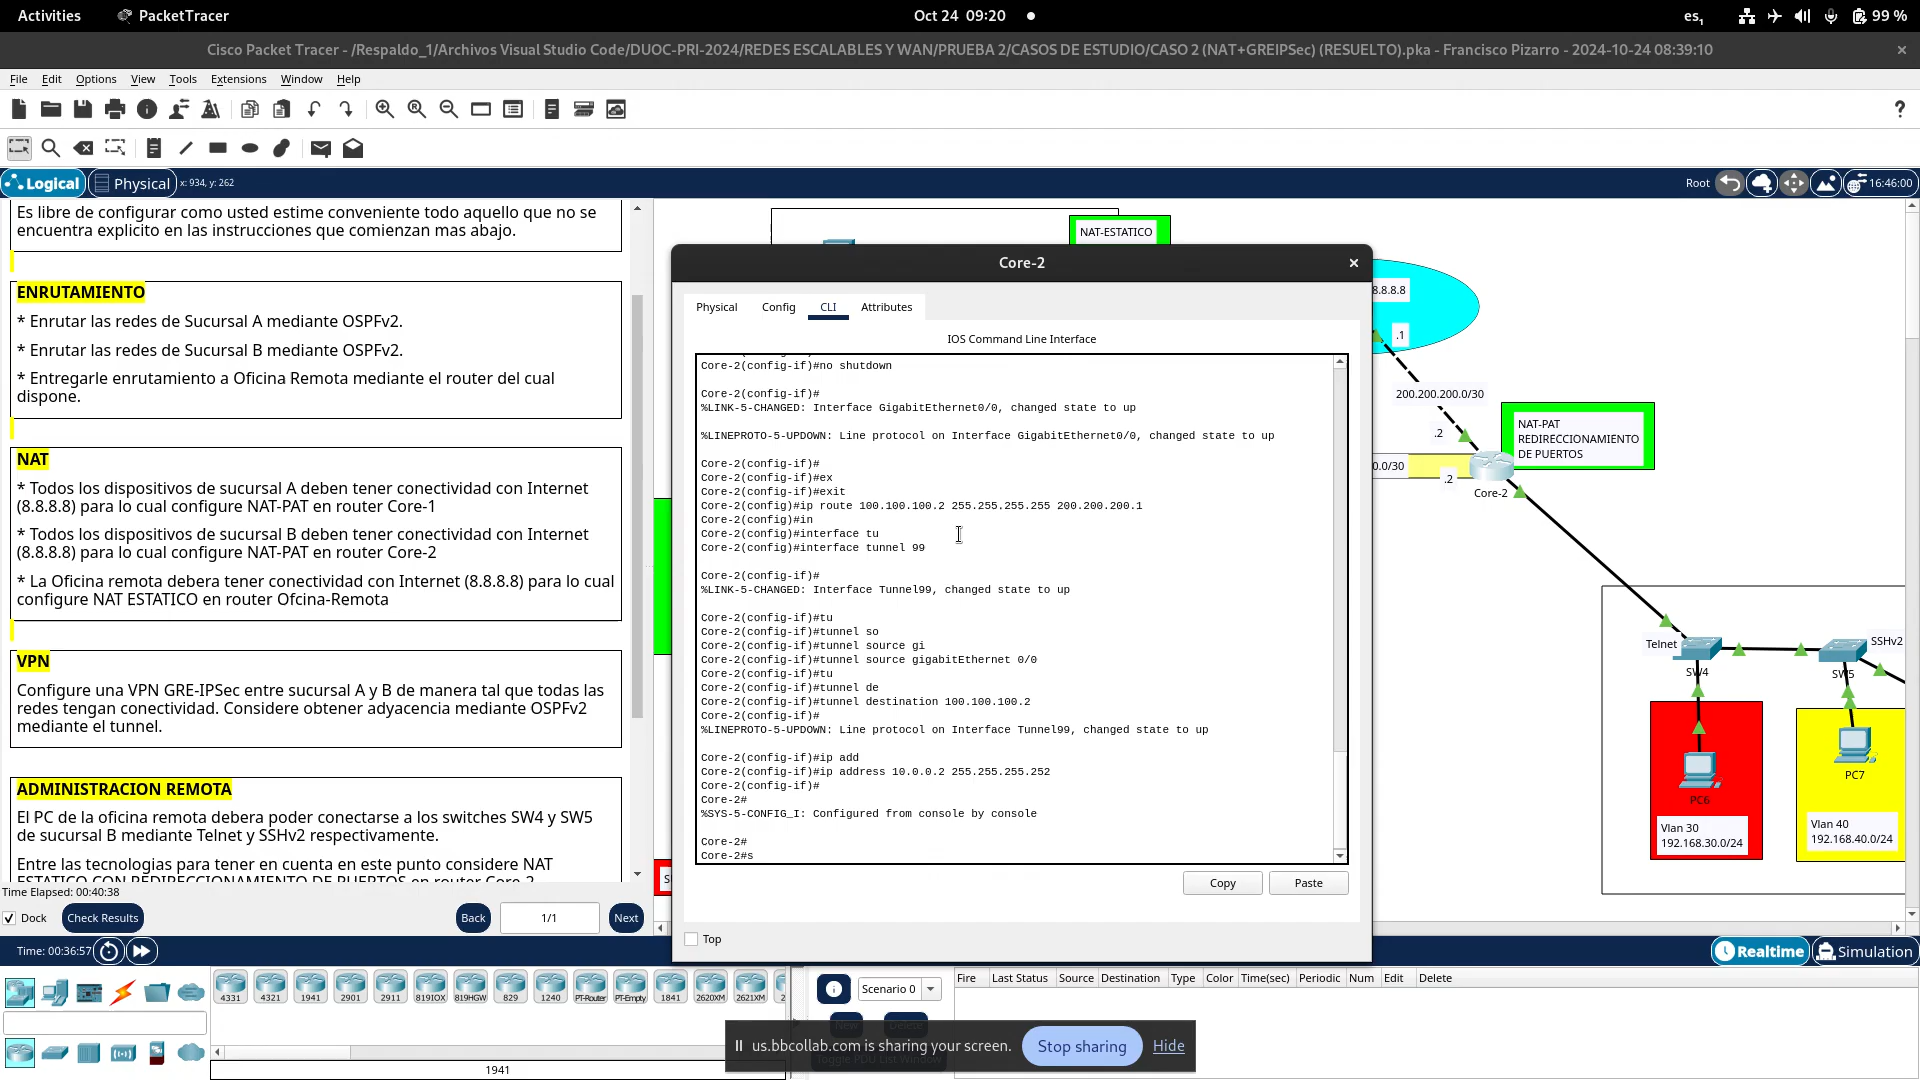 Activities
PacketTracer
Oct 24 09:20
es1
99 %
Cisco Packet Tracer - /Respaldo_1/Archivos Visual Studio Code/DUOC-PRI-2024/REDES ESCALABLES Y WAN/PRUEBA 2/CASOS DE ESTUDIO/CASO 2 (NAT+GREIPSec) (RESUELTO).pka - Francisco Pizarro - 2024-10-24 08:39:10
File Edit Options View Tools Extensions Window Help
Logical
Physical
x: 934, y: 262
Root
16:46:00
Es libre de configurar como usted estime conveniente todo aquello que no se
encuentra explicito en las instrucciones que comienzan mas abajo.
ENRUTAMIENTO
* Enrutar las redes de Sucursal A mediante OSPFv2.
* Enrutar las redes de Sucursal B mediante OSPFv2.
* Entregarle enrutamiento a Oficina Remota mediante el router del cual
dispone.
NAT
* Todos los dispositivos de sucursal A deben tener conectividad con Internet
(8.8.8.8) para lo cual configure NAT-PAT en router Core-1
* Todos los dispositivos de sucursal B deben tener conectividad con Internet
(8.8.8.8) para lo cual configure NAT-PAT en router Core-2
* La Oficina remota debera tener conectividad con Internet (8.8.8.8) para lo cual
configure NAT ESTATICO en router Ofcina-Remota
VPN
Configure una VPN GRE-IPSec entre sucursal A y B de manera tal que todas las
redes tengan conectividad. Considere obtener adyacencia mediante OSPFv2
mediante el tunnel.
ADMINISTRACION REMOTA
El PC de la oficina remota debera poder conectarse a los switches SW4 y SW5
de sucursal B mediante Telnet y SSHv2 respectivamente.
Entre las tecnologias para tener en cuenta en este punto considere NAT
ESTATICO CON REDIRECCIONAMIENTO DE PUERTOS en router Core-2
Time Elapsed: 00:40:38
Dock
Check Results
Back
1/1
Next
NAT-ESTATICO
Core-2
Physical
Config
CLI
Attributes
IOS Command Line Interface
Core-2(config-if)#no shutdown
Core-2(config-if)#
%LINK-5-CHANGED: Interface GigabitEthernet0/0, changed state to up
%LINEPROTO-5-UPDOWN: Line protocol on Interface GigabitEthernet0/0, changed state to up
Core-2(config-if)#
Core-2(config-if)#ex
Core-2(config-if)#exit
Core-2(config)#ip route 100.100.100.2 255.255.255.255 200.200.200.1
Core-2(config)#in
Core-2(config)#interface tu
Core-2(config)#interface tunnel 99
Core-2(config-if)#
%LINK-5-CHANGED: Interface Tunnel99, changed state to up
Core-2(config-if)#tu
Core-2(config-if)#tunnel so
Core-2(config-if)#tunnel source gi
Core-2(config-if)#tunnel source gigabitEthernet 0/0
Core-2(config-if)#tu
Core-2(config-if)#tunnel de
Core-2(config-if)#tunnel destination 100.100.100.2
Core-2(config-if)#
%LINEPROTO-5-UPDOWN: Line protocol on Interface Tunnel99, changed state to up
Core-2(config-if)#ip add
Core-2(config-if)#ip address 10.0.0.2 255.255.255.252
Core-2(config-if)#
Core-2#
%SYS-5-CONFIG_I: Configured from console by console
Core-2#
Core-2#s
Copy
Paste
Top
8.8.8.8
.1
200.200.200.0/30
.2
NAT-PAT
REDIRECCIONAMIENTO
DE PUERTOS
0.0/30
.2
Core-2
Telnet
SSHv2
SW4
SW5
PC6
PC7
Vlan 30
192.168.30.0/24
Vlan 40
192.168.40.0/24
S
Time: 00:36:57
Realtime
Simulation
4331 4321 1941 2901 2911 819IOX 819HGW 829 1240 PT-Router PT-Empty 1841 2620XM 2621XM 2
1941
Scenario 0
New
Delete
Toggle PDU List Window
Fire Last Status Source Destination Type Color Time(sec) Periodic Num Edit Delete
us.bbcollab.com is sharing your screen.
Stop sharing
Hide